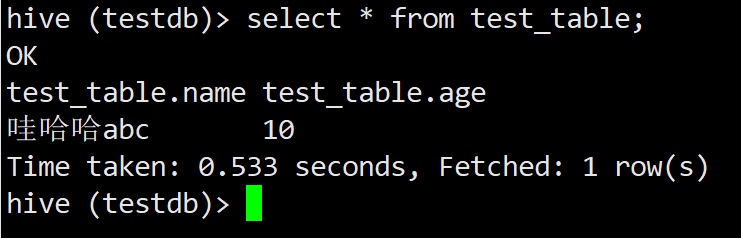 hive (testdb)> select * from test_table;
OK
test_table.name test_table.age
哇哈哈abc       10
Time taken: 0.533 seconds, Fetched: 1 row(s)
hive (testdb)>